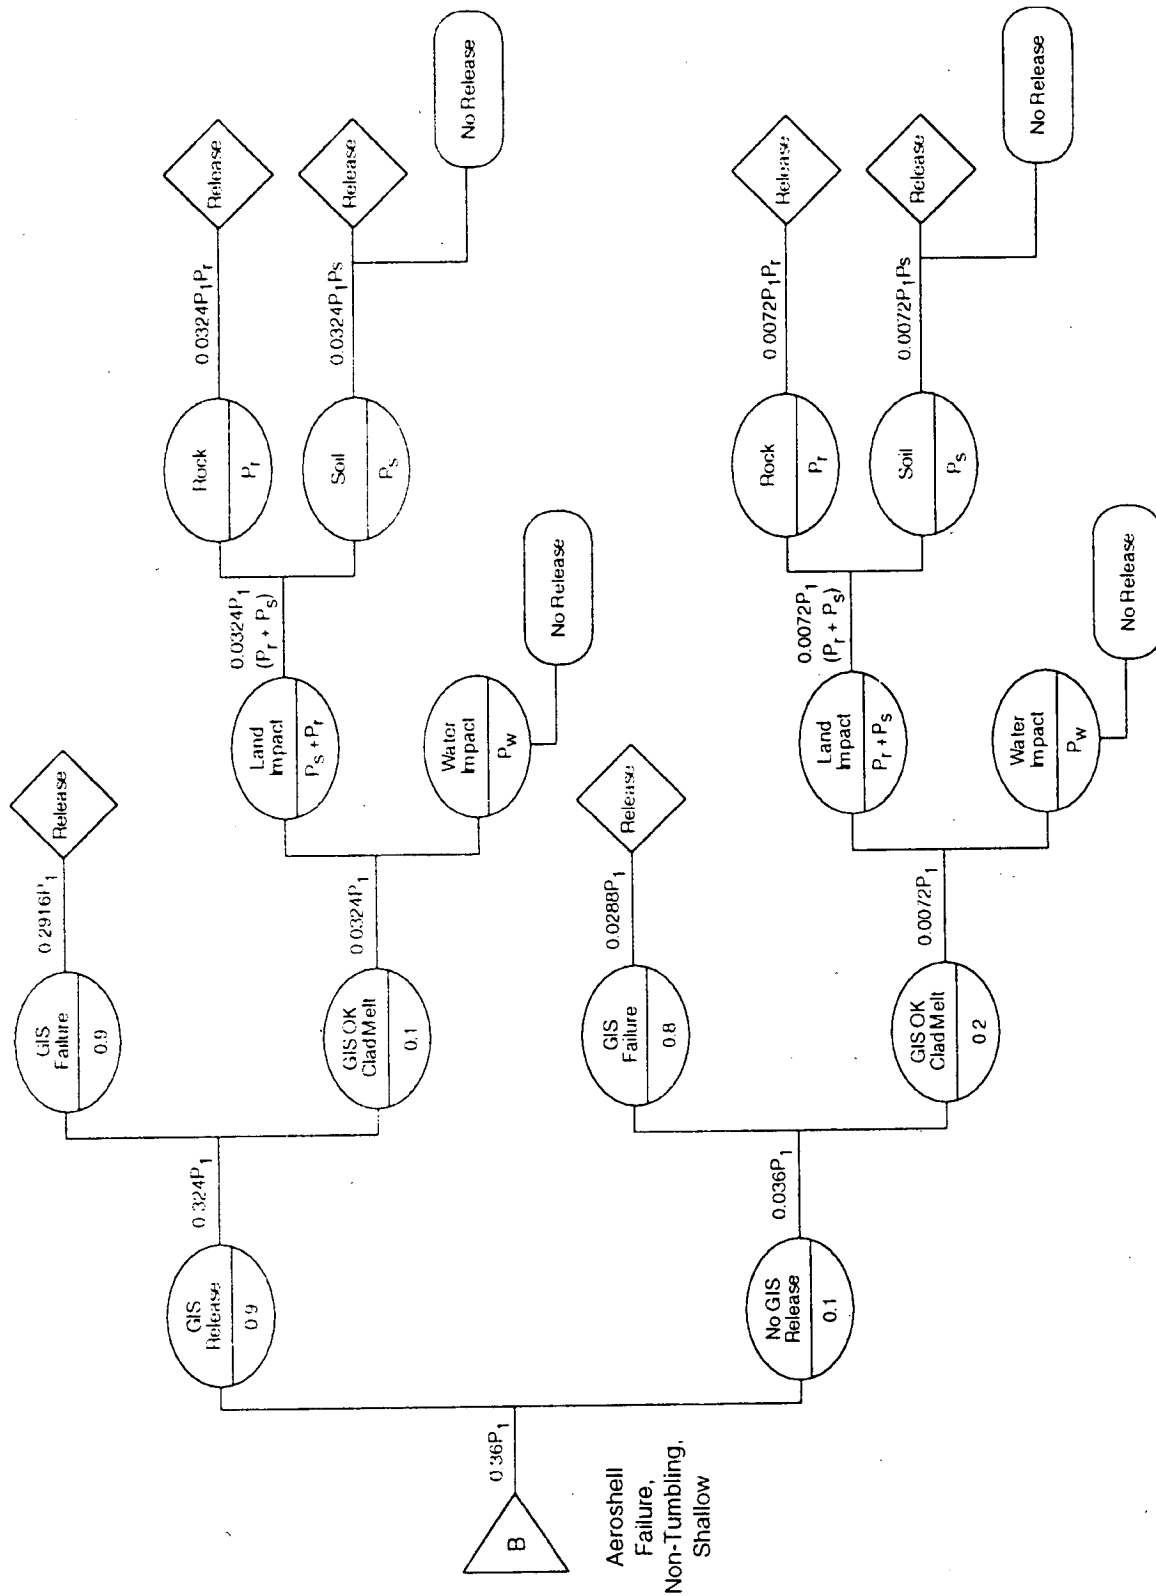 B
0.36P1
Aeroshell
Failure,
Non-Tumbling,
Shallow
GIS
Release
0.9
0.324P1
GIS
Failure
0.9
0.2916P1
Release
GIS OK
Clad Melt
0.1
0.0324P1
Land
Impact
Ps + Pr
0.0324P1
(Pr + Ps)
Rock
Pr
0.0324P1Pr
Release
Soil
Ps
0.0324P1Ps
Release
No Release
Water
Impact
Pw
No Release
No GIS
Release
0.1
0.036P1
GIS
Failure
0.8
0.0288P1
Release
GIS OK
Clad Melt
0.2
0.0072P1
Land
Impact
Pr + Ps
0.0072P1
(Pr + Ps)
Rock
Pr
0.0072P1Pr
Release
Soil
Ps
0.0072P1Ps
Release
No Release
Water
Impact
Pw
No Release